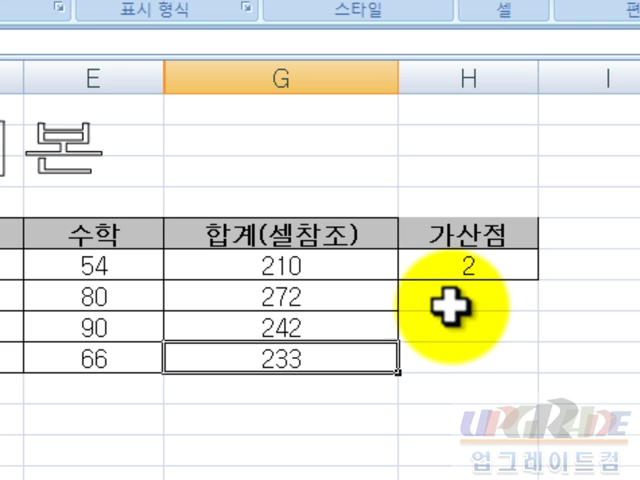 표시 형식 스타일 셀 편
E G H I
본
수학 합계(셀참조) 가산점
54 210 2
80 272
90 242
66 233
UPGRADE
업그레이드컴